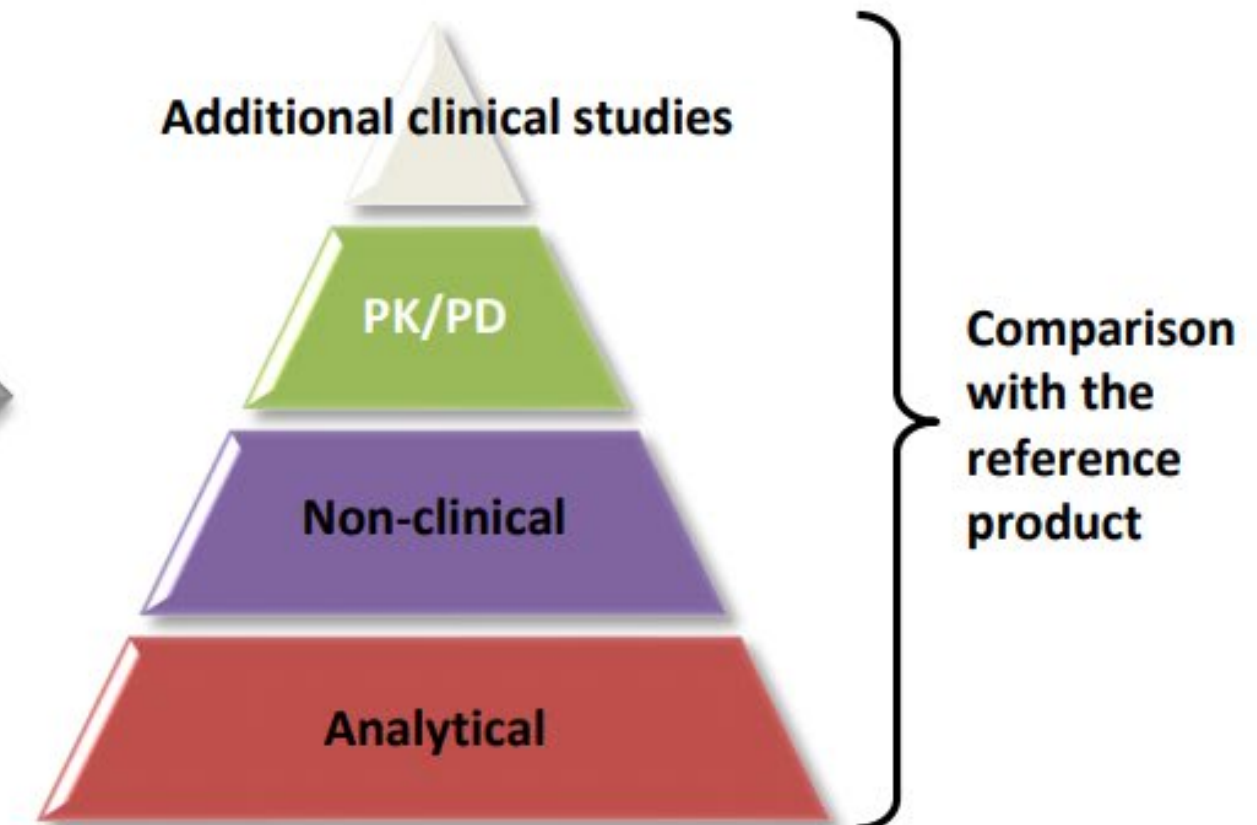 Additional clinical studies
PK/PD
Non-clinical
Analytical
Comparison
with the
reference
product